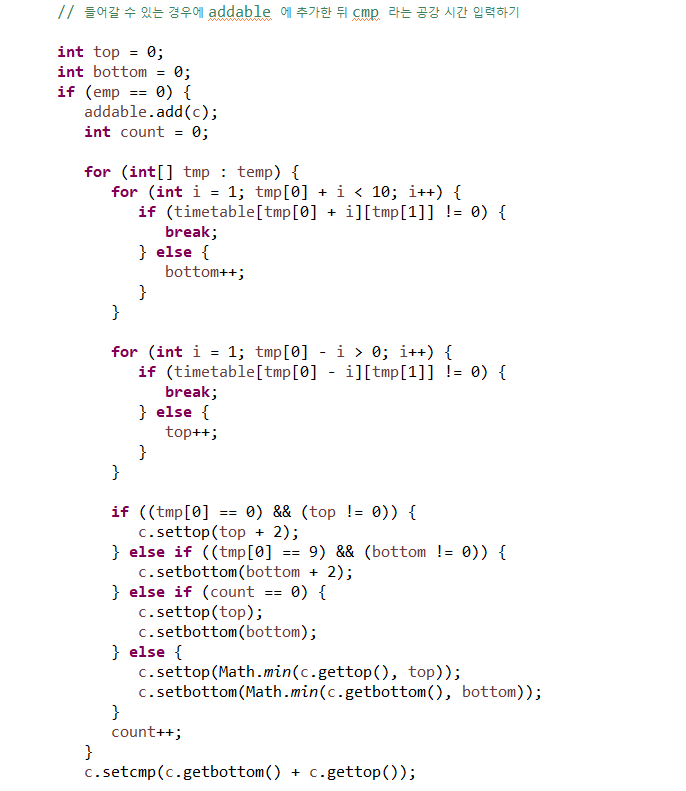 // 들어갈 수 있는 경우에 addable 에 추가한 뒤 cmp 라는 공강 시간 입력하기
int top = 0;
int bottom = 0;
if (emp == 0) {
addable.add(c);
int count = 0;
for (int[] tmp : temp) {
for (int i = 1; tmp[0] + i < 10; i++) {
if (timetable[tmp[0] + i][tmp[1]] != 0) {
break;
} else {
bottom++;
}
}
for (int i = 1; tmp[0] - i > 0; i++) {
if (timetable[tmp[0] - i][tmp[1]] != 0) {
break;
} else {
top++;
}
}
if ((tmp[0] == 0) && (top != 0)) {
c.settop(top + 2);
} else if ((tmp[0] == 9) && (bottom != 0)) {
c.setbottom(bottom + 2);
} else if (count == 0) {
c.settop(top);
c.setbottom(bottom);
} else {
c.settop(Math.min(c.gettop(), top));
c.setbottom(Math.min(c.getbottom(), bottom));
}
count++;
}
c.setcmp(c.getbottom() + c.gettop());